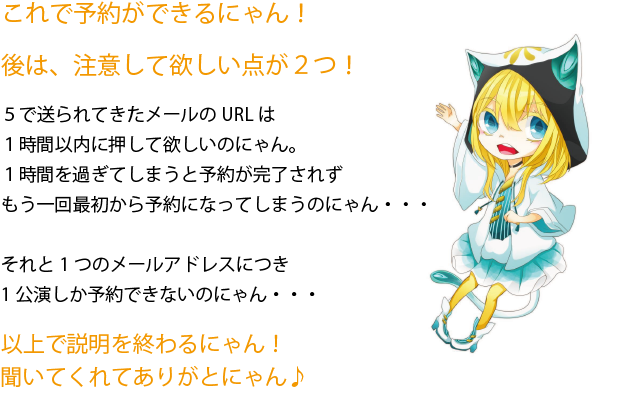 これで予約ができるにゃん！
後は、注意して欲しい点が２つ！
５で送られてきたメールの URL は
１時間以内に押して欲しいのにゃん。
１時間を過ぎてしまうと予約が完了されず
もう一回最初から予約になってしまうのにゃん・・・
それと１つのメールアドレスにつき
1 公演しか予約できないのにゃん・・・
以上で説明を終わるにゃん！
聞いてくれてありがとにゃん♪